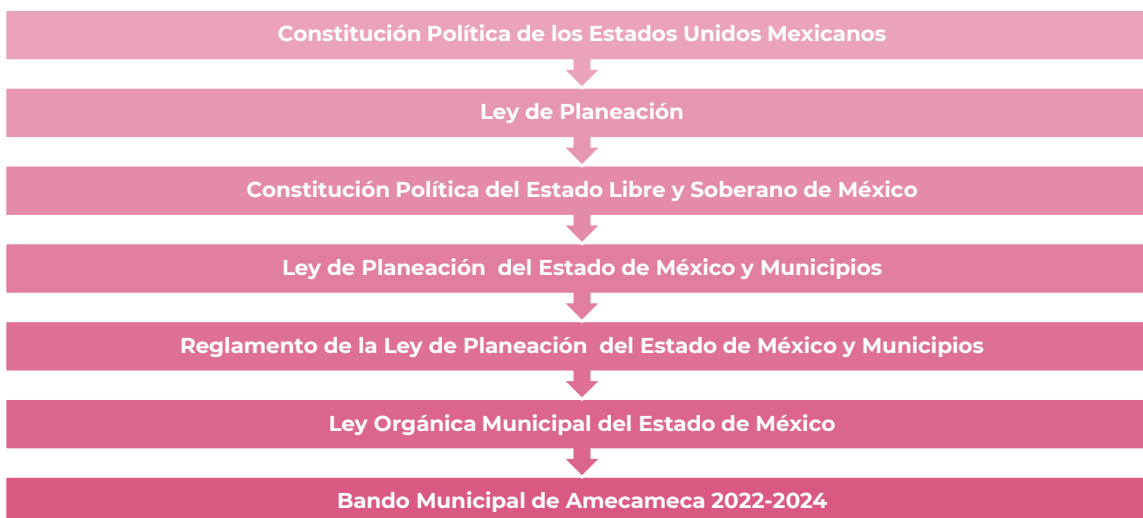 Constitución Política de los Estados Unidos Mexicanos
Ley de Planeación
Constitución Política del Estado Libre y Soberano de México
Ley de Planeación  del Estado de México y Municipios
Reglamento de la Ley de Planeación  del Estado de México y Municipios
Ley Orgánica Municipal del Estado de México
Bando Municipal de Amecameca 2022-2024